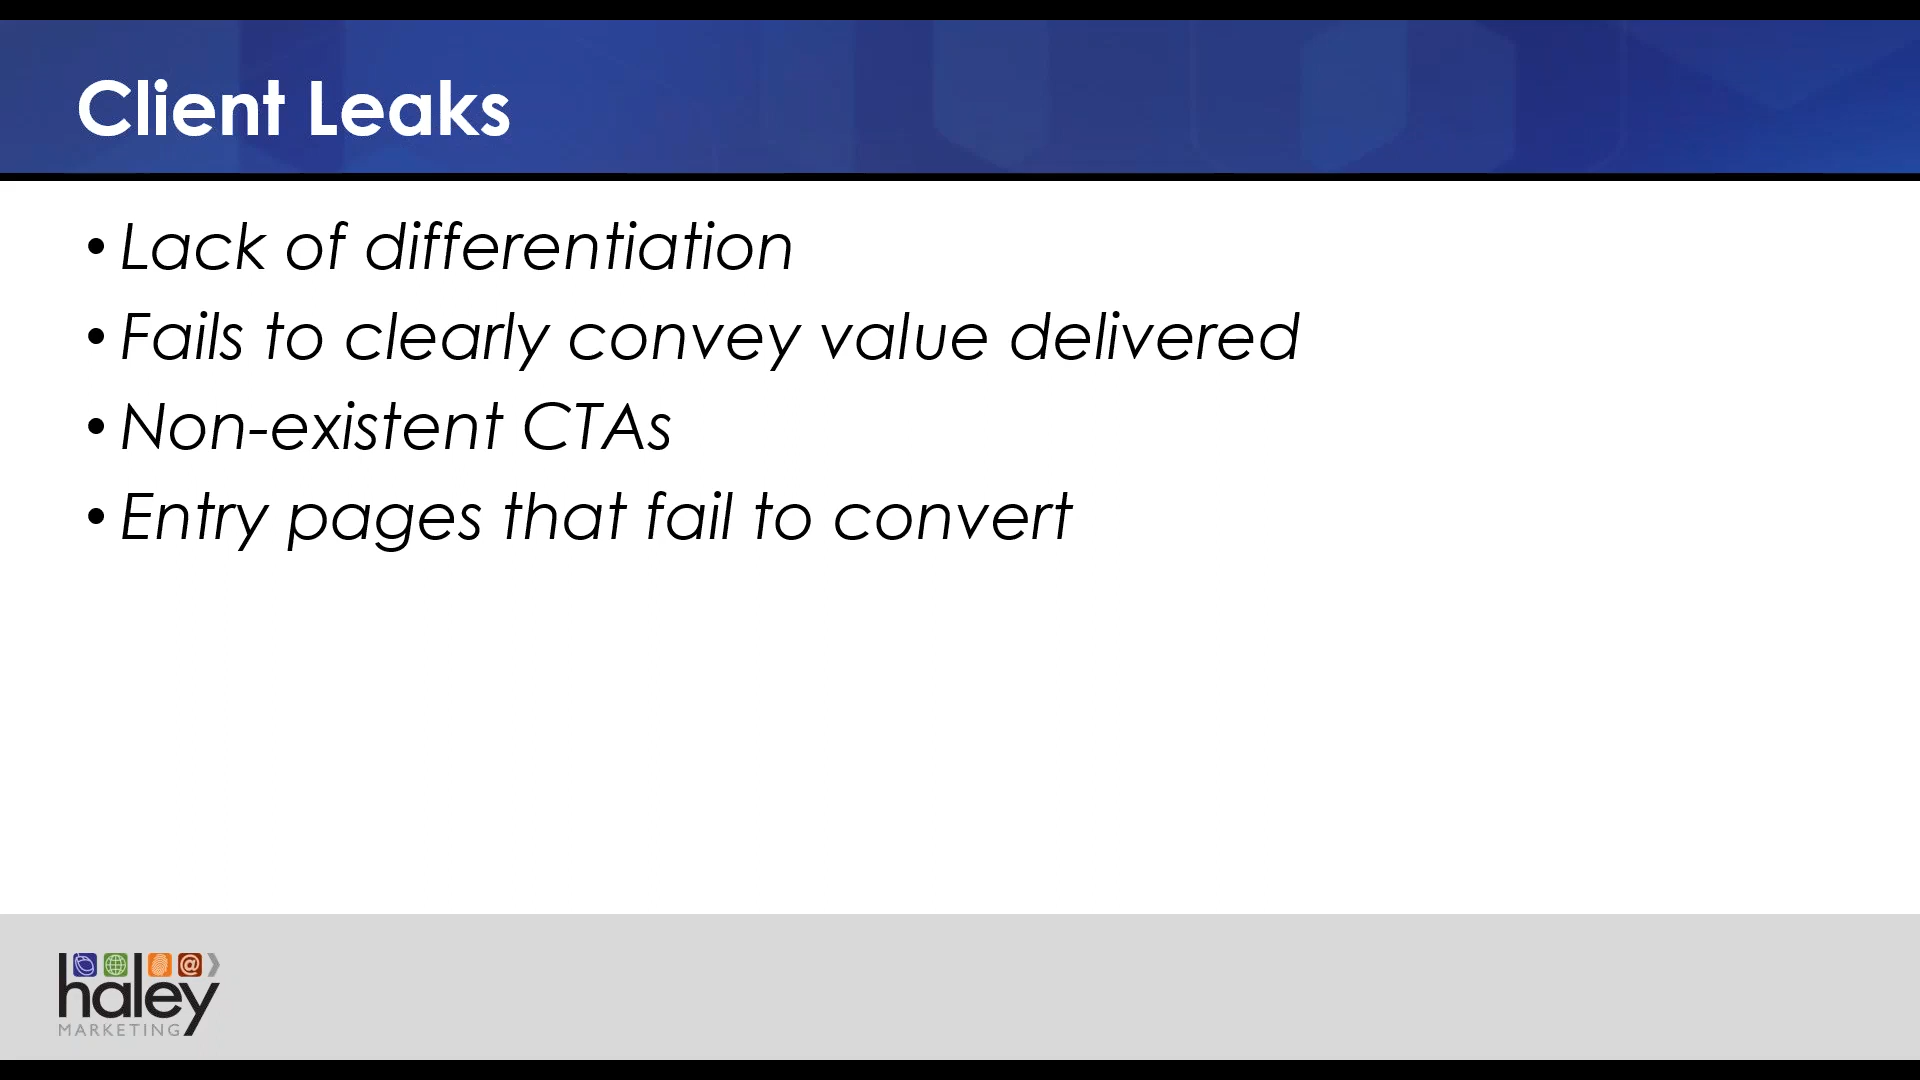 Client Leaks
• Lack of differentiation
• Fails to clearly convey value delivered
• Non-existent CTAs
• Entry pages that fail to convert
@
haley
MARKETING